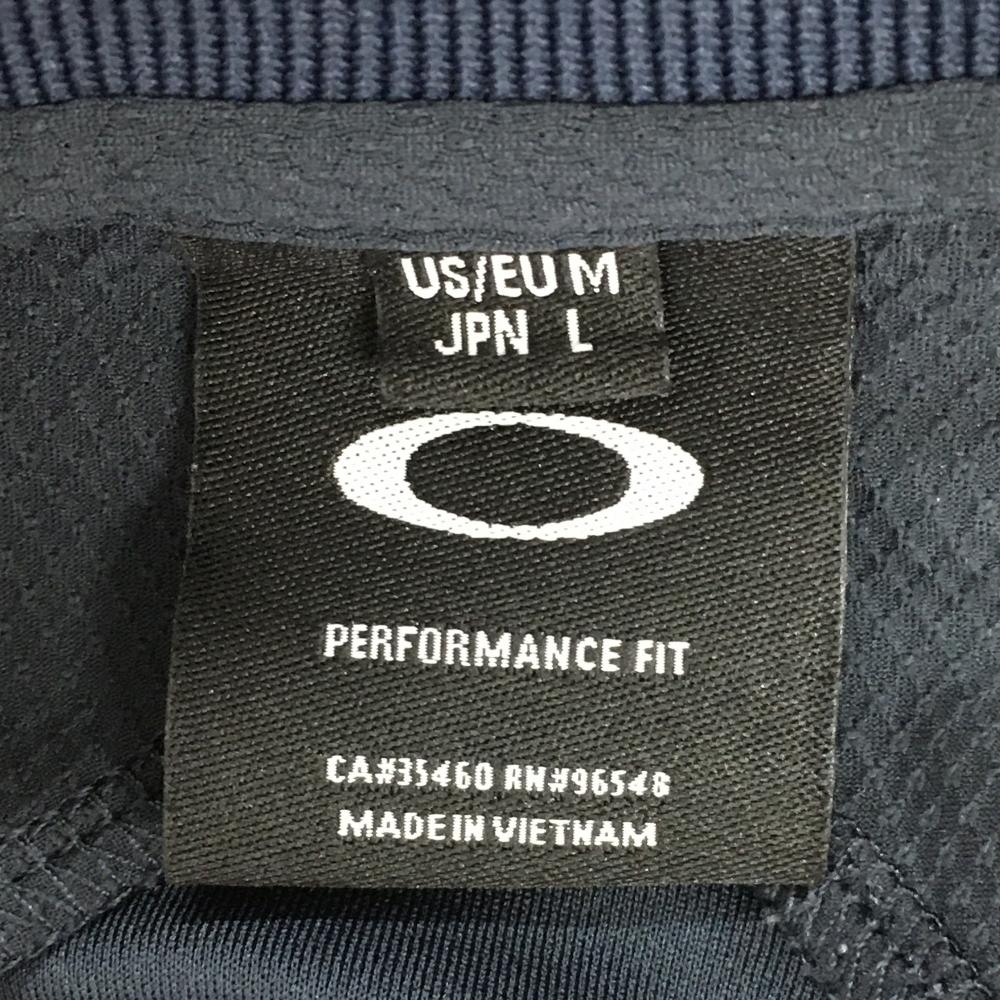 US/EU M
JPN L
PERFORMANCE FIT
CA#35460 RN#96548
MADE IN VIETNAM